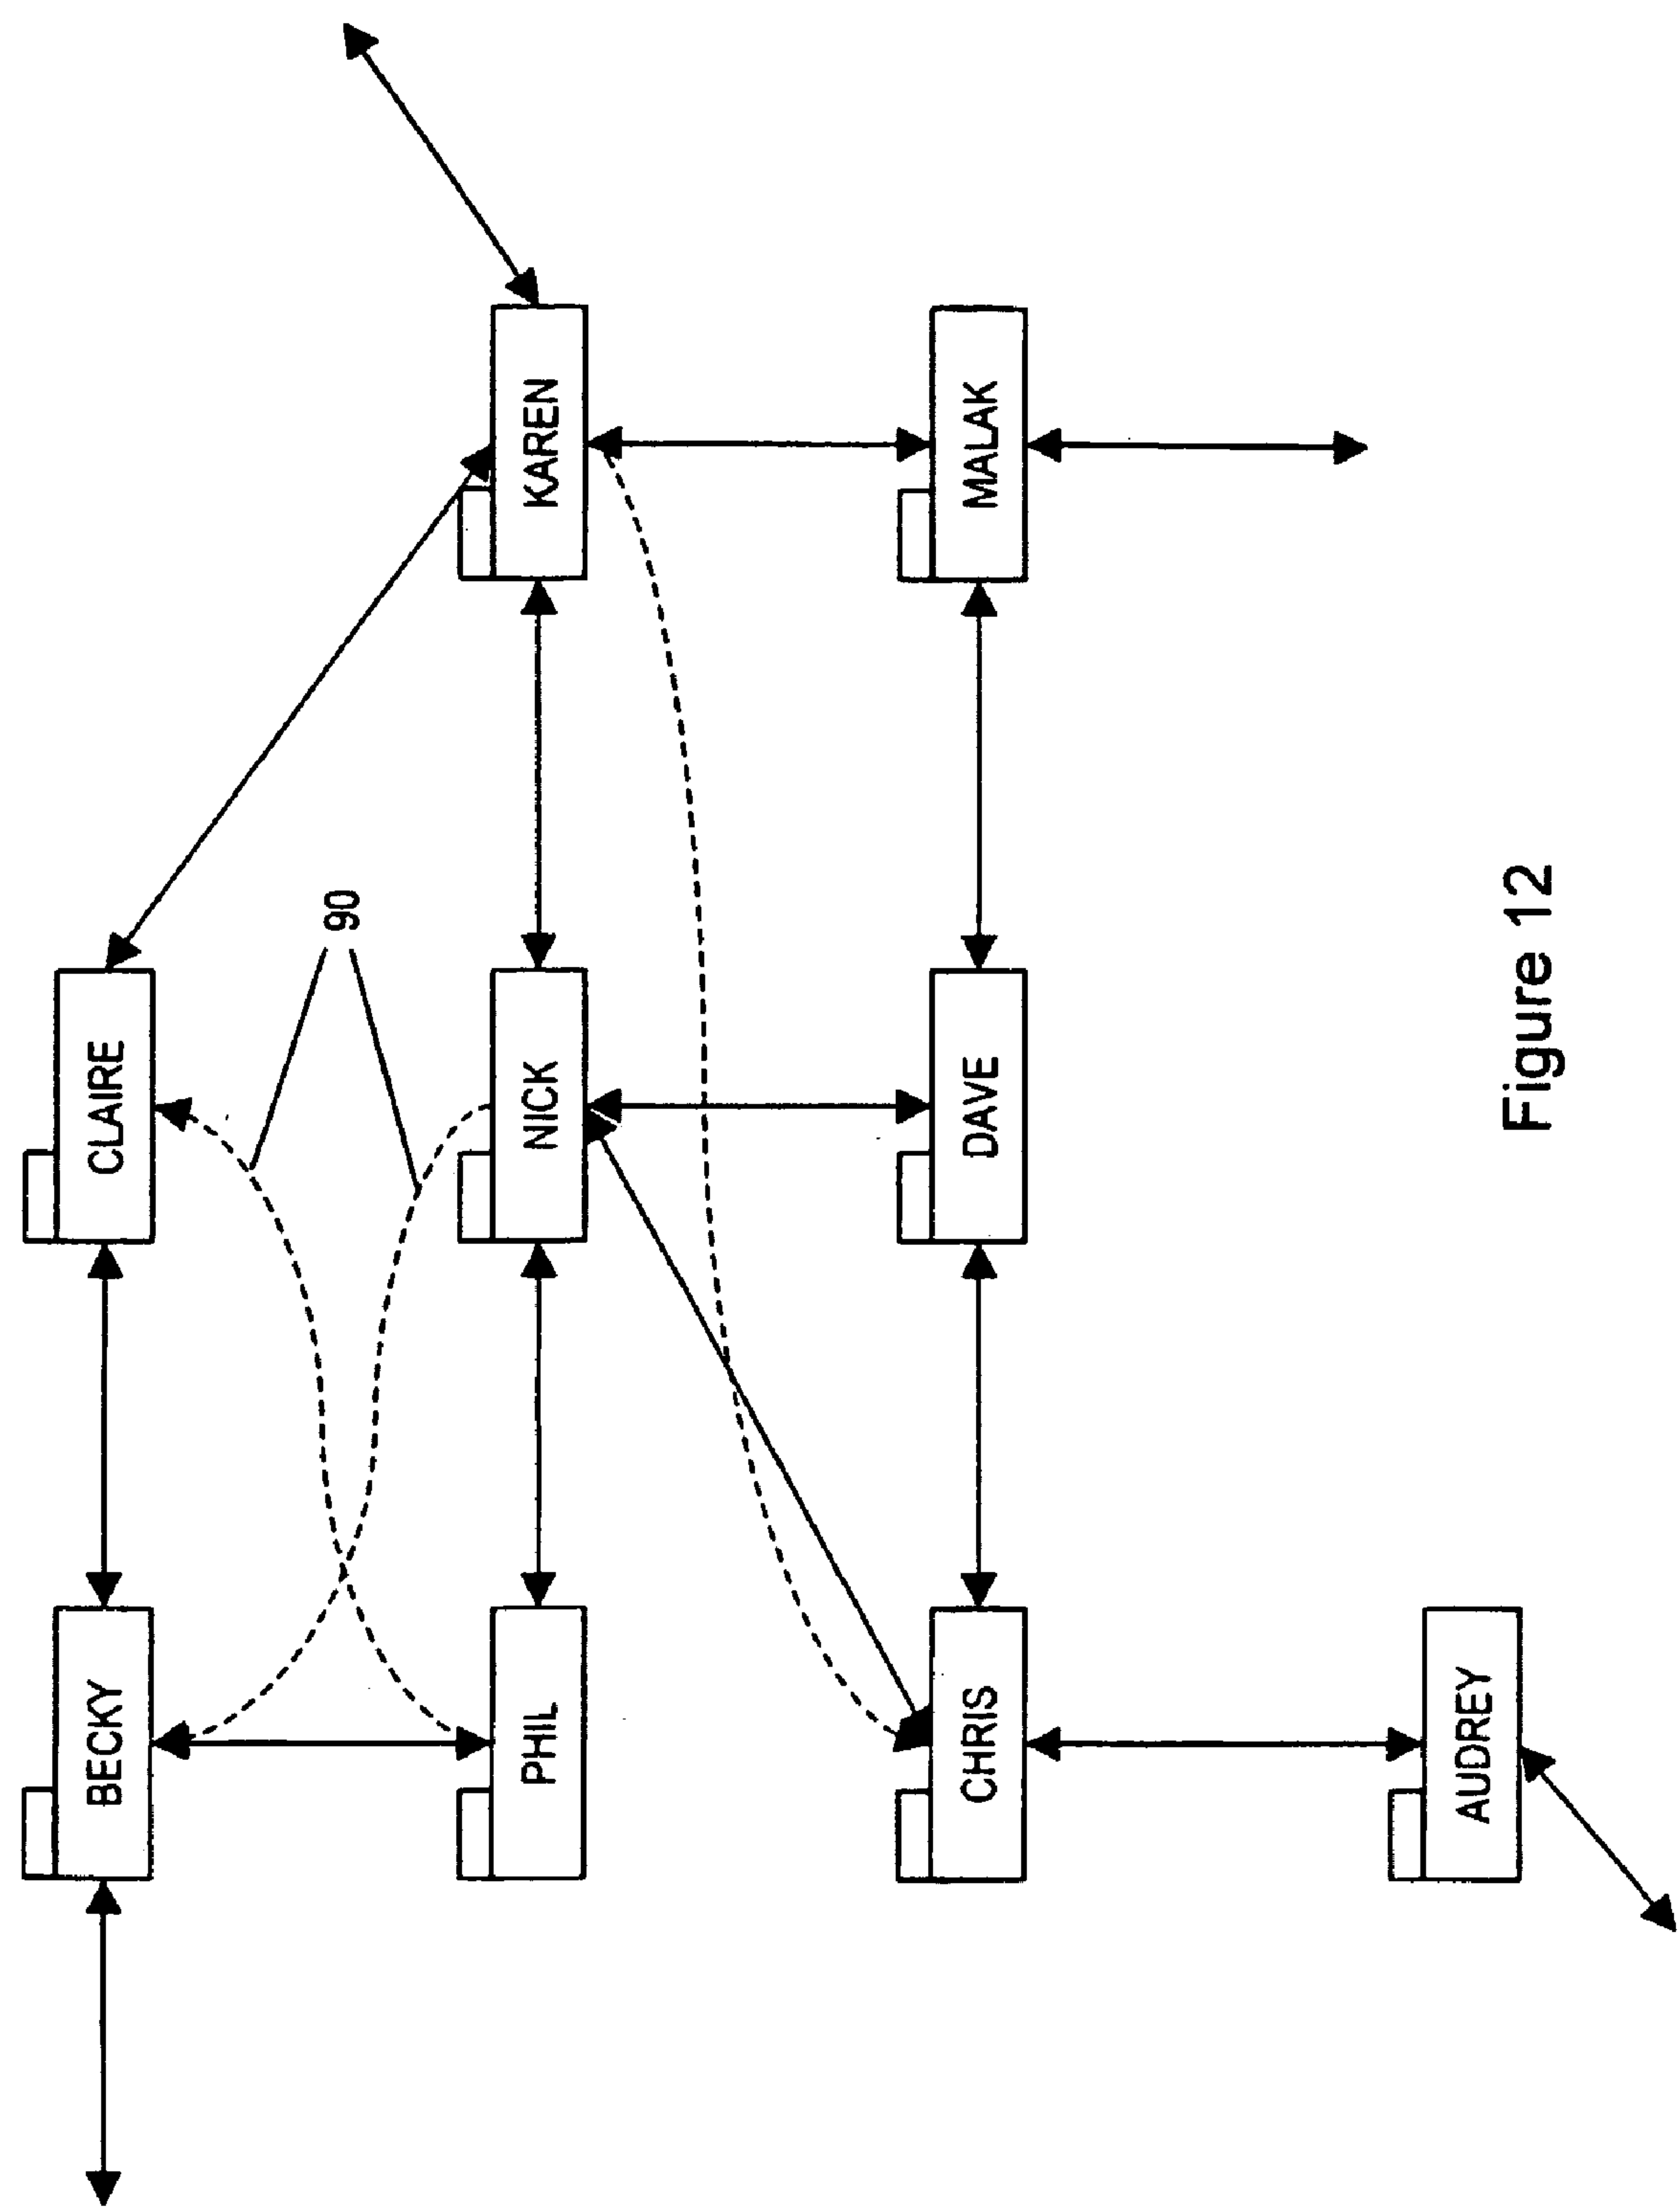 BECKY
CLAIRE
90
PHIL
NICK
KAREN
CHRIS
DAVE
MALAK
AUDREY
Figure 12